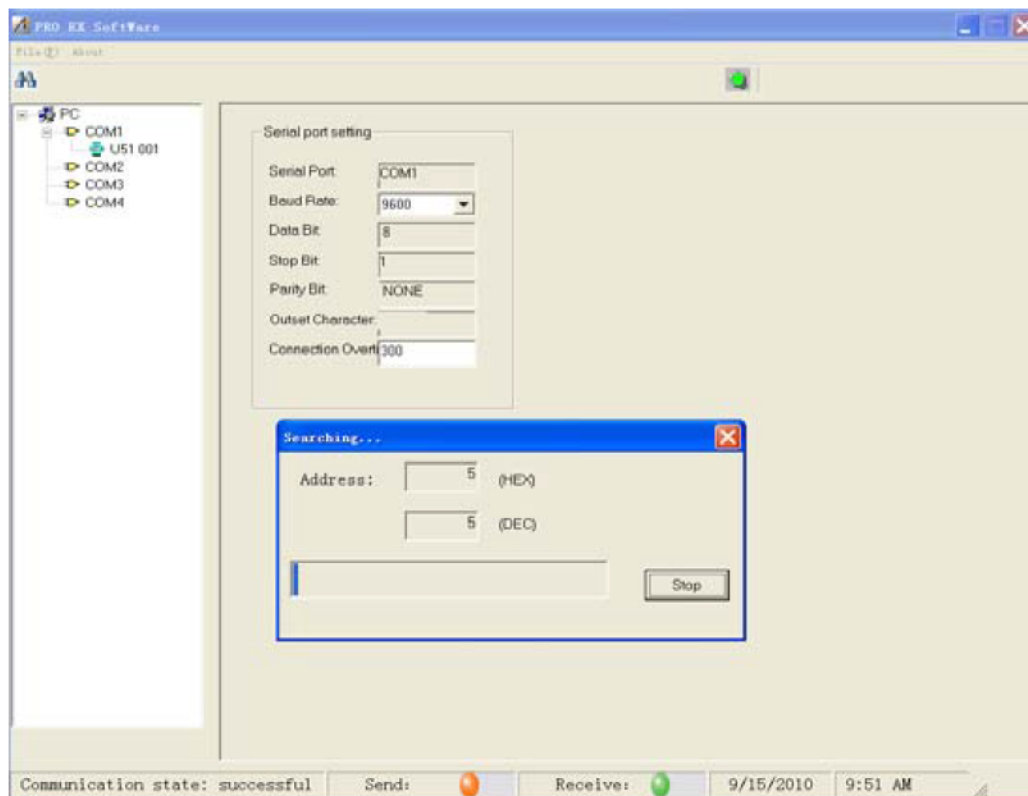 PRO EX SoftWare
File(F) About
PC
COM1
U51 001
COM2
COM3
COM4
Serial port setting
Serial Port: COM1
Baud Rate: 9600
Data Bit: 8
Stop Bit: 1
Parity Bit: NONE
Outset Character:
Connection Overti 300
Searching...
Address: 5 (HEX)
5 (DEC)
Stop
Communication state: successful Send: Receive: 9/15/2010 9:51 AM